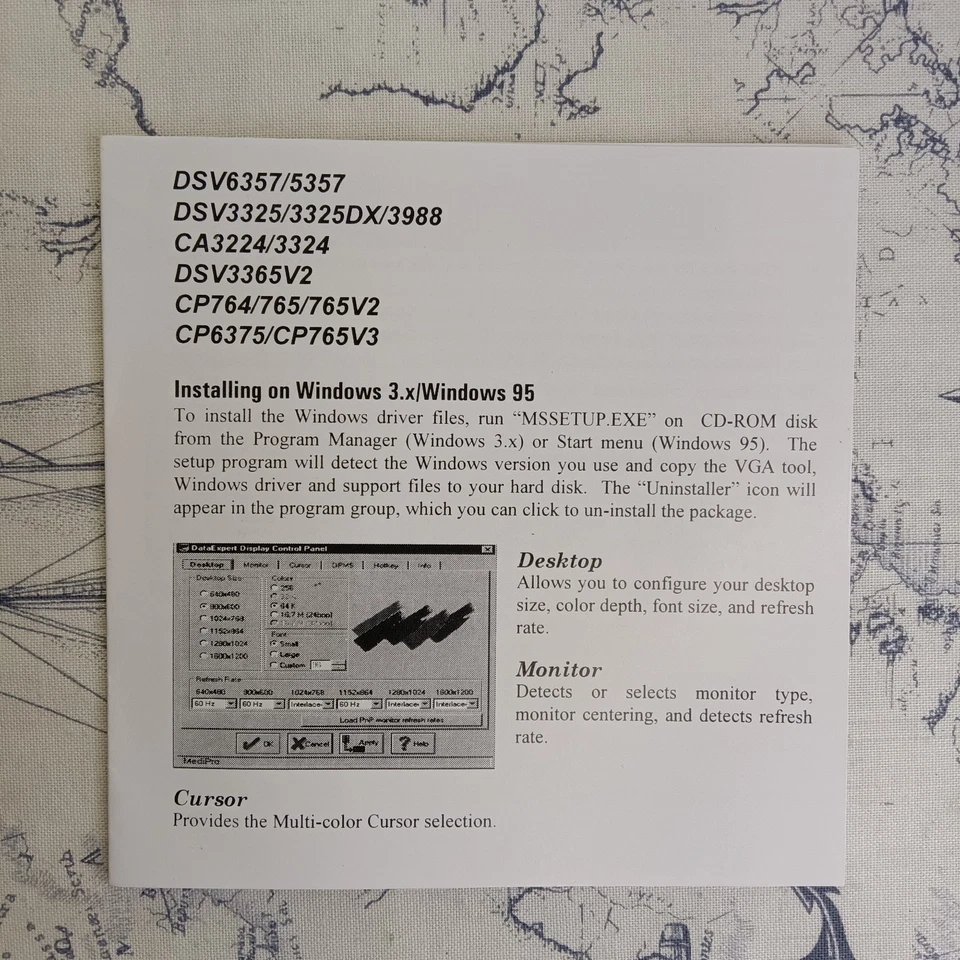 DSV6357/5357
DSV3325/3325DX/3988
CA3224/3324
DSV3365V2
CP764/765/765V2
CP6375/CP765V3
Installing on Windows 3.x/Windows 95
To install the Windows driver files, run “MSSETUP.EXE” on CD-ROM disk
from the Program Manager (Windows 3.x) or Start menu (Windows 95). The
setup program will detect the Windows version you use and copy the VGA tool,
Windows driver and support files to your hard disk. The “Uninstaller” icon will
appear in the program group, which you can click to un-install the package.
DataExpert Display Control Panel
Desktop Monitor Cursor DPMS Hotkey Info
Desktop Size
640x480
800x600
1024x768
1152x864
1280x1024
1600x1200
Colors
256
64 K
16.7 M (24bpp)
Font
Small
Large
Custom
Refresh Rate
640x480 800x600 1024x768 1152x864 1280x1024 1600x1200
60 Hz 60 Hz Interlace 60 Hz Interlace Interlace
Load PnP monitor refresh rates
OK Cancel Apply Help
MediPro
Desktop
Allows you to configure your desktop
size, color depth, font size, and refresh
rate.
Monitor
Detects or selects monitor type,
monitor centering, and detects refresh
rate.
Cursor
Provides the Multi-color Cursor selection.